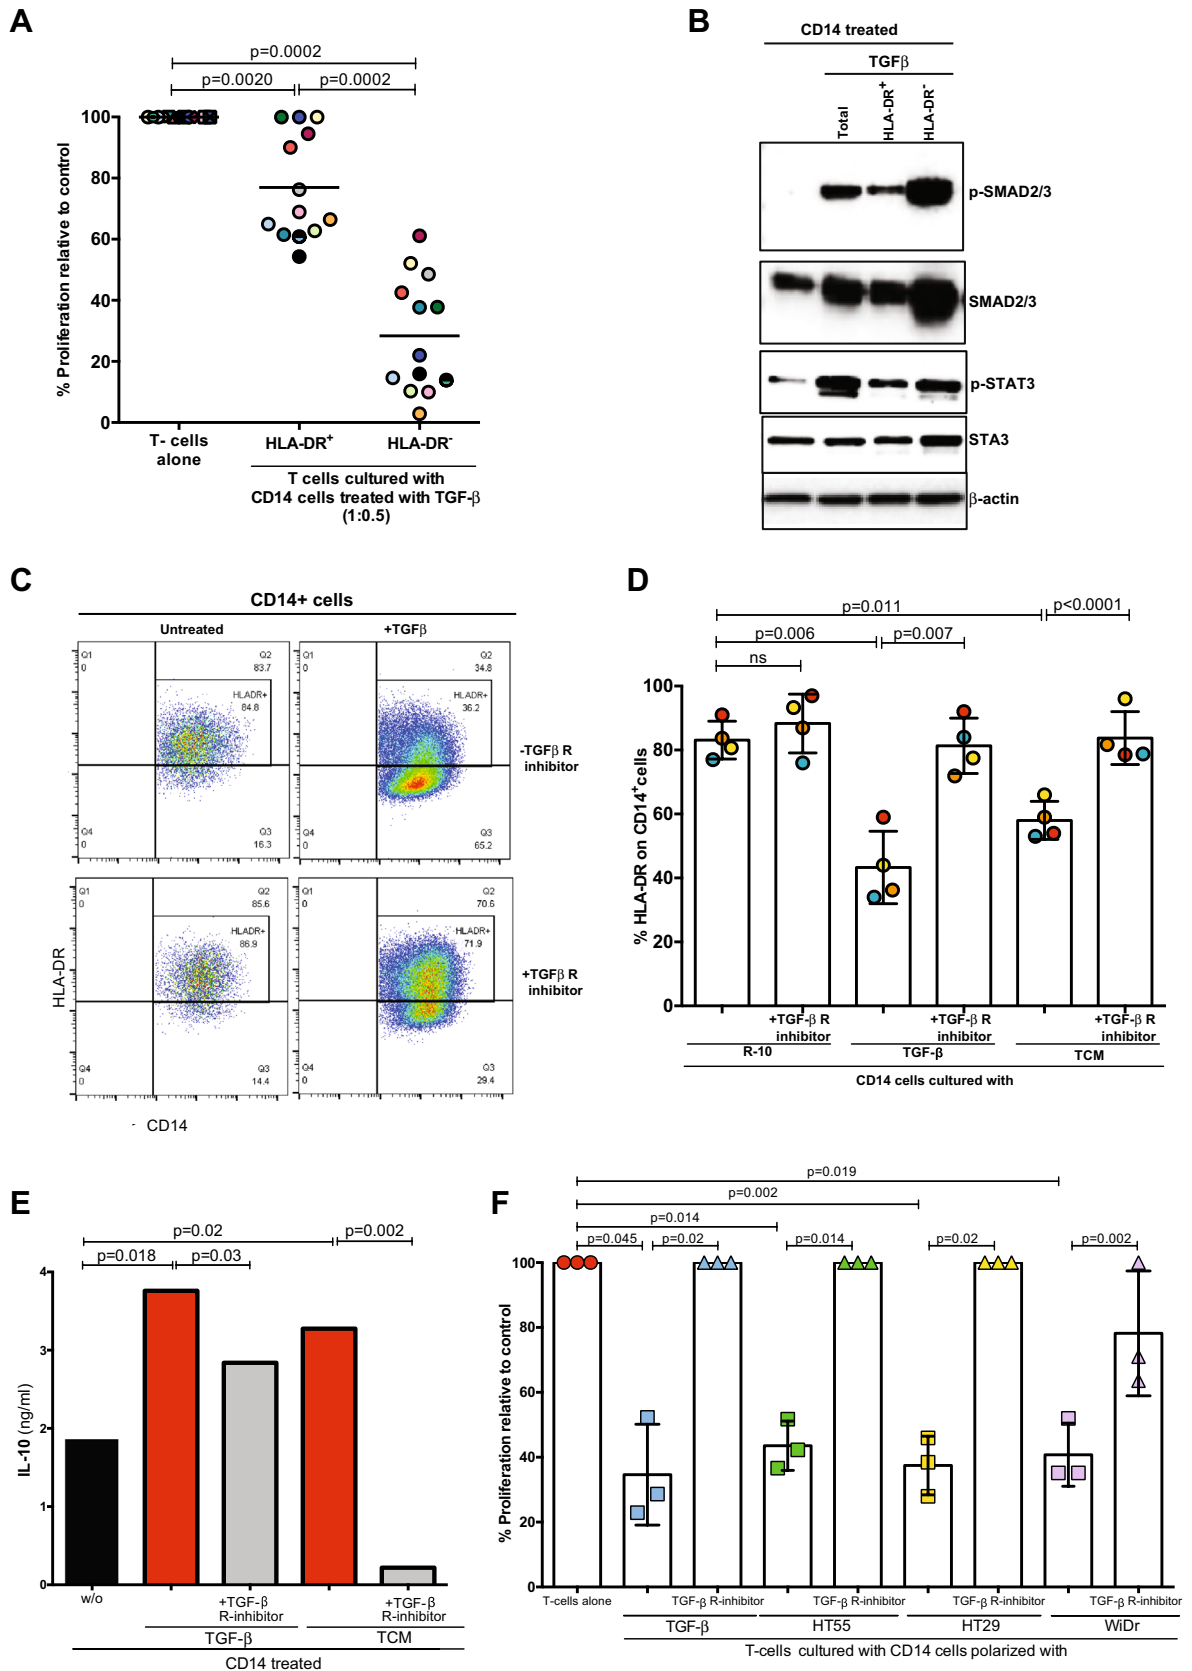 A
p=0.0002
p=0.0020
p=0.0002
% Proliferation relative to control
100
80
60
40
20
0
T- cells
alone
HLA-DR+
HLA-DR-
T cells cultured with
CD14 cells treated with TGF-β
(1:0.5)
B
CD14 treated
TGFβ
Total
HLA-DR+
HLA-DR-
p-SMAD2/3
SMAD2/3
p-STAT3
STA3
β-actin
C
CD14+ cells
Untreated
+TGFβ
Q1
0
Q2
83.7
HLADR+
84.8
Q4
0
Q3
16.3
Q1
0
Q2
34.8
HLADR+
36.2
Q4
0
Q3
65.2
-TGFβ R
inhibitor
Q1
0
Q2
85.6
HLADR+
86.9
Q4
0
Q3
14.4
Q1
0
Q2
70.6
HLADR+
71.9
Q4
0
Q3
29.4
+TGFβ R
inhibitor
HLA-DR
- CD14
D
p=0.011
p<0.0001
p=0.006
p=0.007
ns
% HLA-DR on CD14+cells
100
80
60
40
20
0
+TGF-β R
inhibitor
+TGF-β R
inhibitor
+TGF-β R
inhibitor
R-10
TGF-β
TCM
CD14 cells cultured with
E
p=0.02
p=0.002
p=0.018
p=0.03
IL-10 (ng/ml)
4
3
2
1
0
w/o
+TGF-β
R-inhibitor
+TGF-β
R-inhibitor
TGF-β
TCM
CD14 treated
F
p=0.019
p=0.002
p=0.014
p=0.045
p=0.02
p=0.014
p=0.02
p=0.002
% Proliferation relative to control
100
80
60
40
20
0
T-cells alone
TGF-β R-inhibitor
TGF-β R-inhibitor
TGF-β R-inhibitor
TGF-β R-inhibitor
TGF-β
HT55
HT29
WiDr
T-cells cultured with CD14 cells polarized with